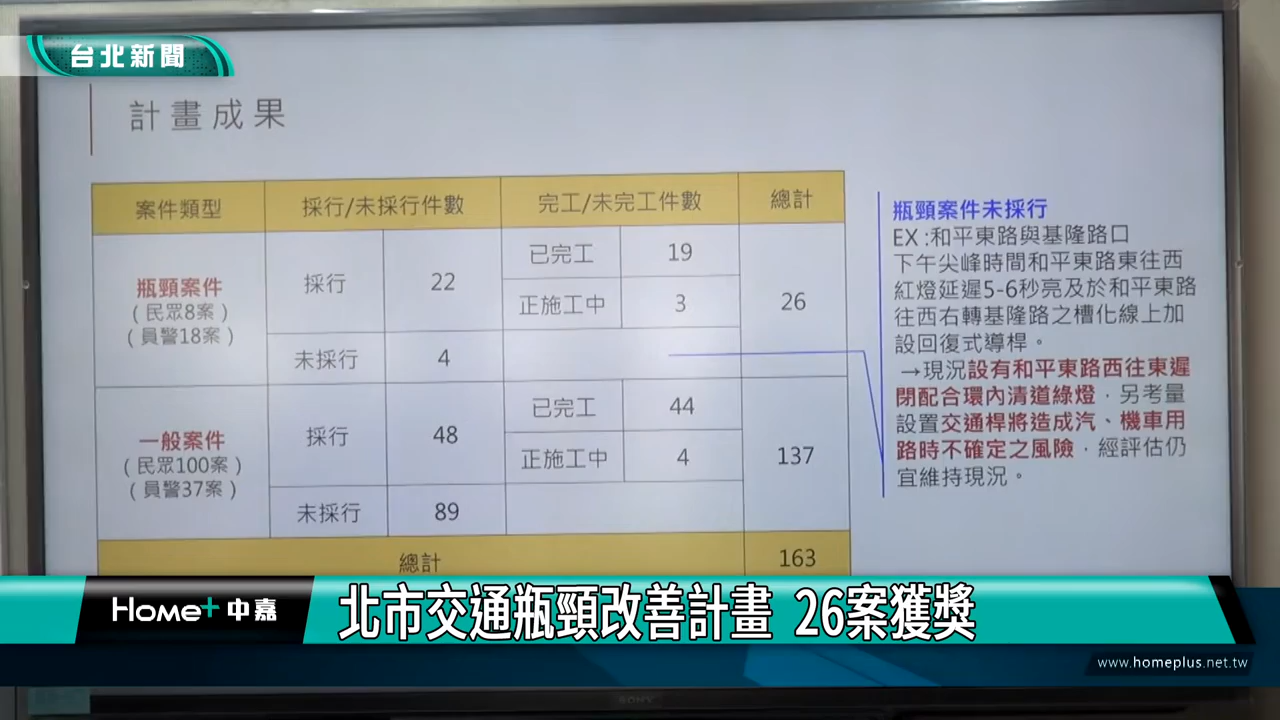 台北新聞
計畫成果
案件類型 採行/未採行件數 完工/未完工件數 總計
瓶頸案件
(民眾8案)
(員警18案)
採行 22 已完工 19
正施工中 3
26
未採行 4
一般案件
(民眾100案)
(員警37案)
採行 48 已完工 44
正施工中 4
137
未採行 89
總計 163
瓶頸案件未採行
EX :和平東路與基隆路口
下午尖峰時間和平東路東往西
紅燈延遲5-6秒亮及於和平東路
往西右轉基隆路之槽化線上加
設回復式導桿。
→現況設有和平東路西往東遲
閉配合環內清道綠燈，另考量
設置交通桿將造成汽、機車用
路時不確定之風險，經評估仍
宜維持現況。
Home+中嘉
北市交通瓶頸改善計畫 26案獲獎
www.homeplus.net.tw
SONY